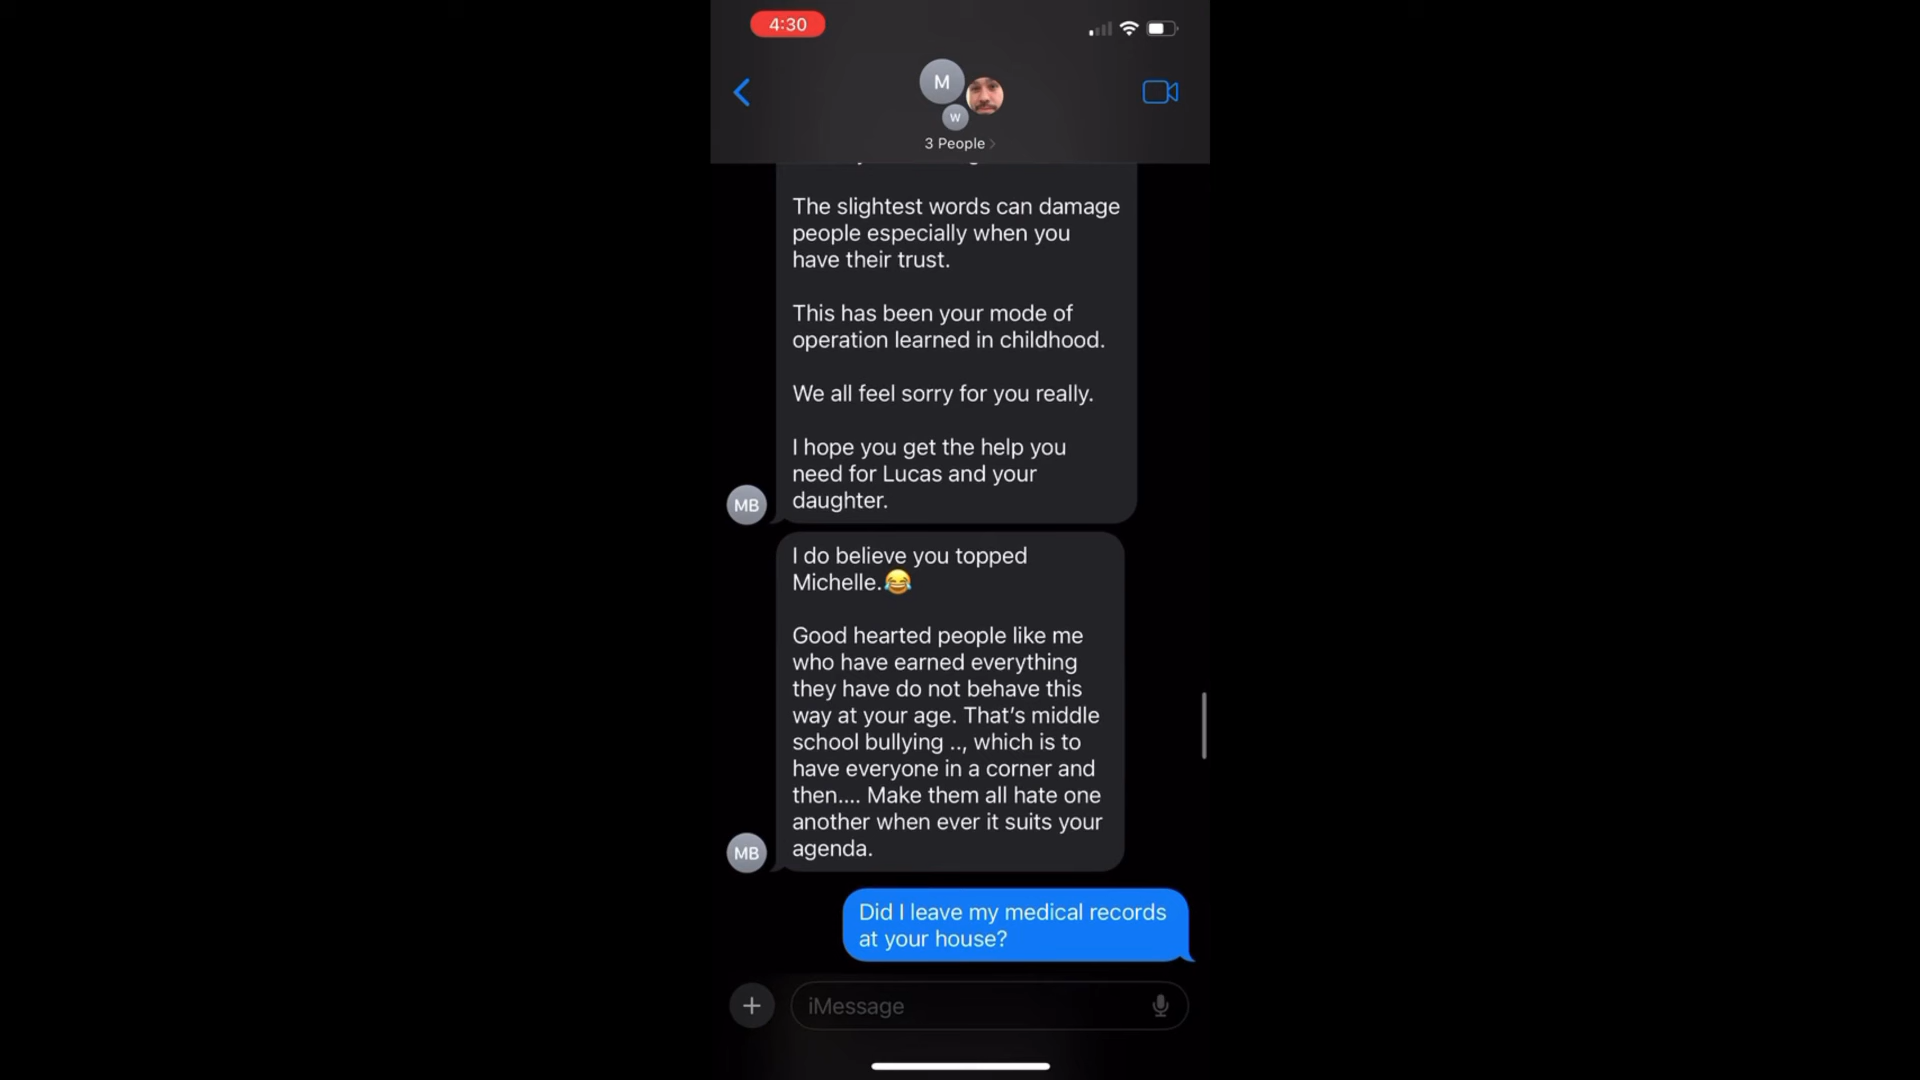 4:30
M
W
3 People
The slightest words can damage
people especially when you
have their trust.
This has been your mode of
operation learned in childhood.
We all feel sorry for you really.
I hope you get the help you
need for Lucas and your
daughter.
MB
I do believe you topped
Michelle.😂
Good hearted people like me
who have earned everything
they have do not behave this
way at your age. That’s middle
school bullying .., which is to
have everyone in a corner and
then.... Make them all hate one
another when ever it suits your
agenda.
MB
Did I leave my medical records
at your house?
iMessage